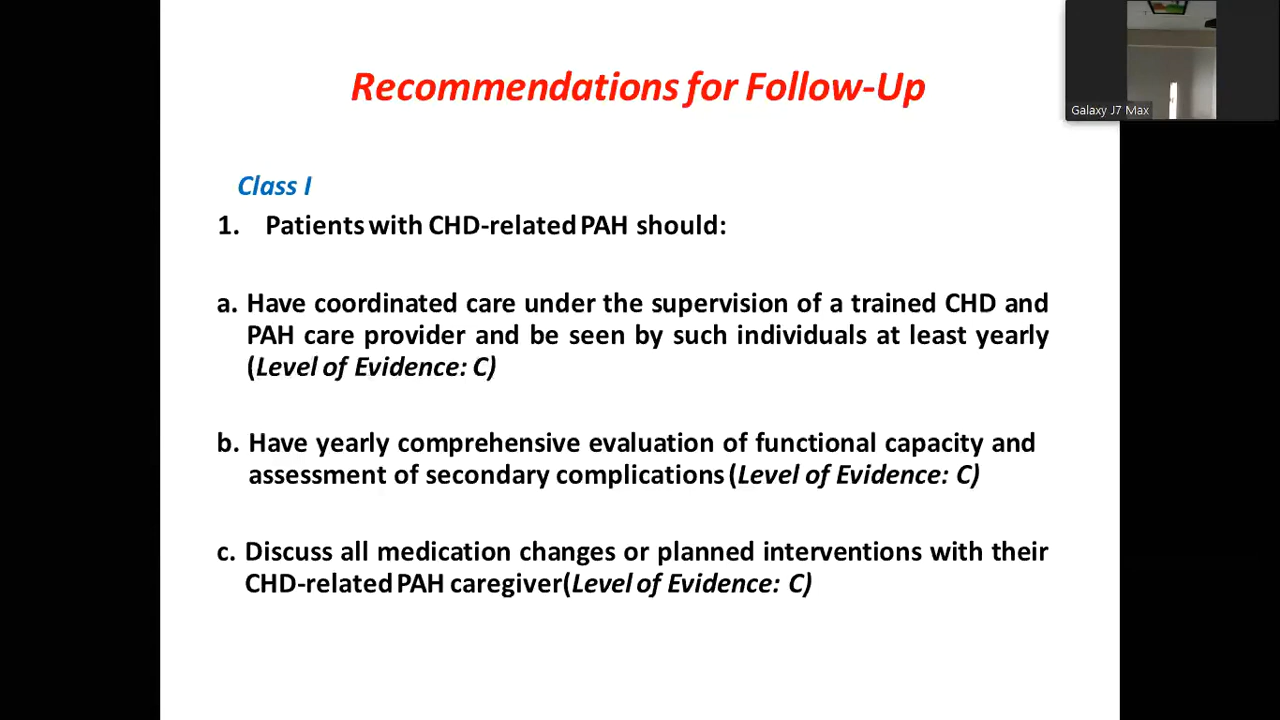 Recommendations for Follow-Up
Galaxy J7 Max
Class I
1. Patients with CHD-related PAH should:
a. Have coordinated care under the supervision of a trained CHD and
PAH care provider and be seen by such individuals at least yearly
(Level of Evidence: C)
b. Have yearly comprehensive evaluation of functional capacity and
assessment of secondary complications (Level of Evidence: C)
c. Discuss all medication changes or planned interventions with their
CHD-related PAH caregiver(Level of Evidence: C)